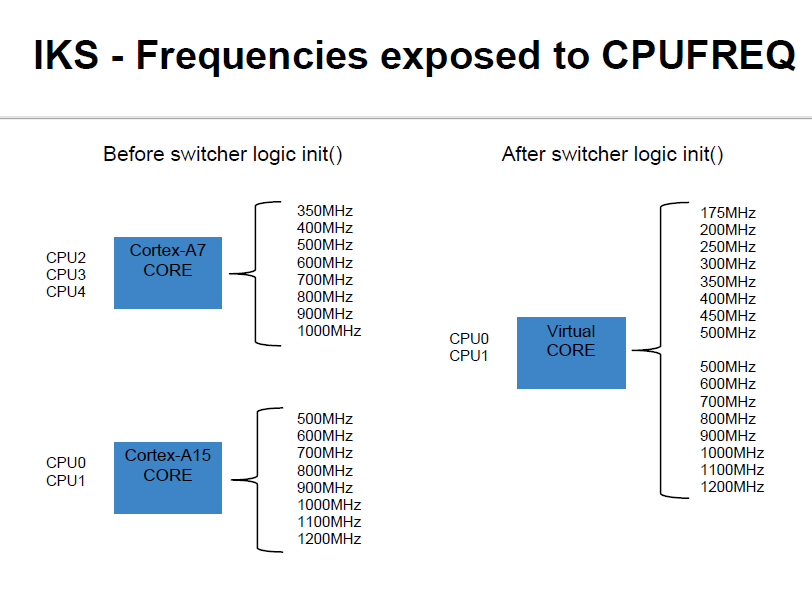 IKS - Frequencies exposed to CPUFREQ
Before switcher logic init()
CPU2
CPU3
CPU4
Cortex-A7
CORE
350MHz
400MHz
500MHz
600MHz
700MHz
800MHz
900MHz
1000MHz
CPU0
CPU1
Cortex-A15
CORE
500MHz
600MHz
700MHz
800MHz
900MHz
1000MHz
1100MHz
1200MHz
After switcher logic init()
CPU0
CPU1
Virtual
CORE
175MHz
200MHz
250MHz
300MHz
350MHz
400MHz
450MHz
500MHz
500MHz
600MHz
700MHz
800MHz
900MHz
1000MHz
1100MHz
1200MHz